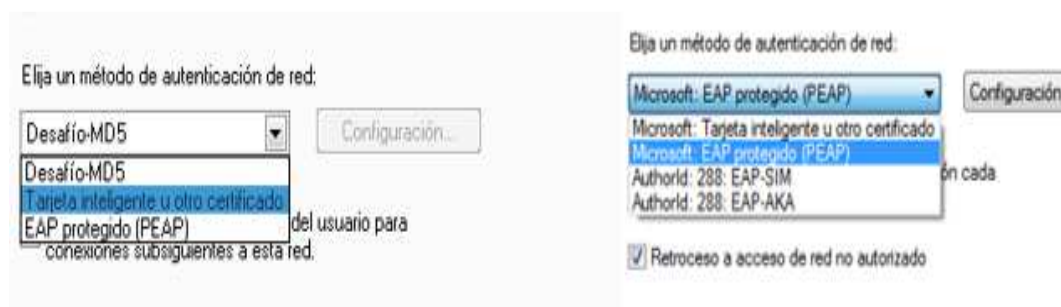 Elija un método de autenticación de red:
Desafío-MD5
Configuración...
Desafío-MD5
Tarjeta inteligente u otro certificado
EAP protegido (PEAP)
del usuario para
conexiones subsiguientes a esta red.
Elija un método de autenticación de red:
Microsoft: EAP protegido (PEAP)
Configuración
Microsoft: Tarjeta inteligente u otro certificado
Microsoft: EAP protegido (PEAP)
AuthorId: 288: EAP-SIM
AuthorId: 288: EAP-AKA
ón cada
Retroceso a acceso de red no autorizado